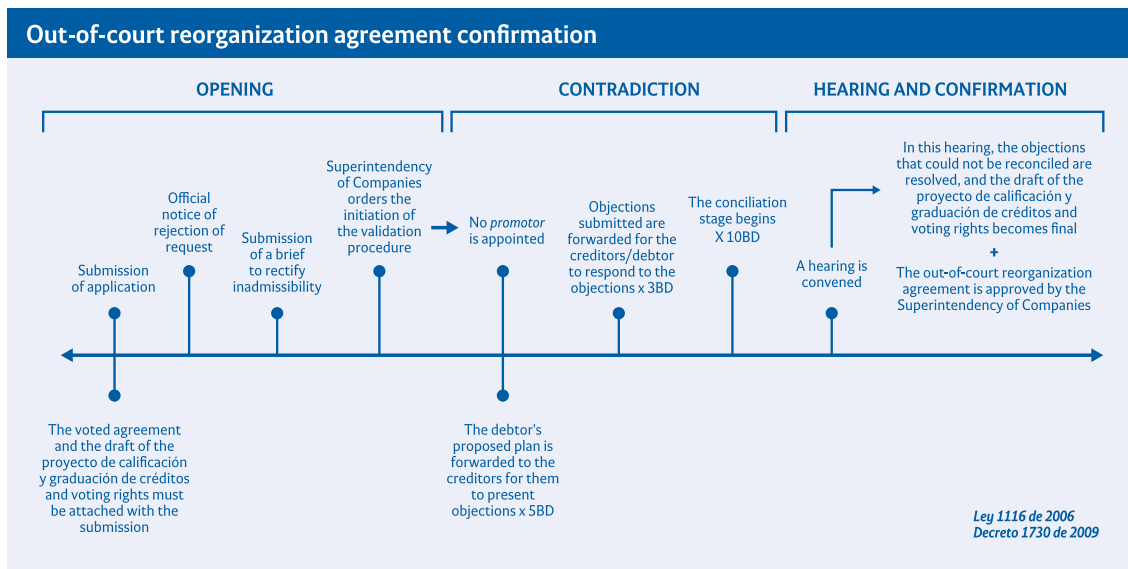 Out-of-court reorganization agreement confirmation
OPENING
CONTRADICTION
HEARING AND CONFIRMATION
Submission
of application
The voted agreement
and the draft of the
proyecto de calificación
y graduación de créditos
and voting rights must
be attached with the
submission
Official
notice of
rejection of
request
Submission
of a brief
to rectify
inadmissibility
Superintendency
of Companies
orders the
initiation of
the validation
procedure
No promotor
is appointed
The debtor's
proposed plan is
forwarded to the
creditors for them
to present
objections x 5BD
Objections
submitted are
forwarded for the
creditors/debtor
to respond to the
objections x 3BD
The conciliation
stage begins
X 10BD
A hearing is
convened
In this hearing, the objections
that could not be reconciled are
resolved, and the draft of the
proyecto de calificación y
graduación de créditos and
voting rights becomes final
+
The out-of-court reorganization
agreement is approved by the
Superintendency of Companies
Ley 1116 de 2006
Decreto 1730 de 2009